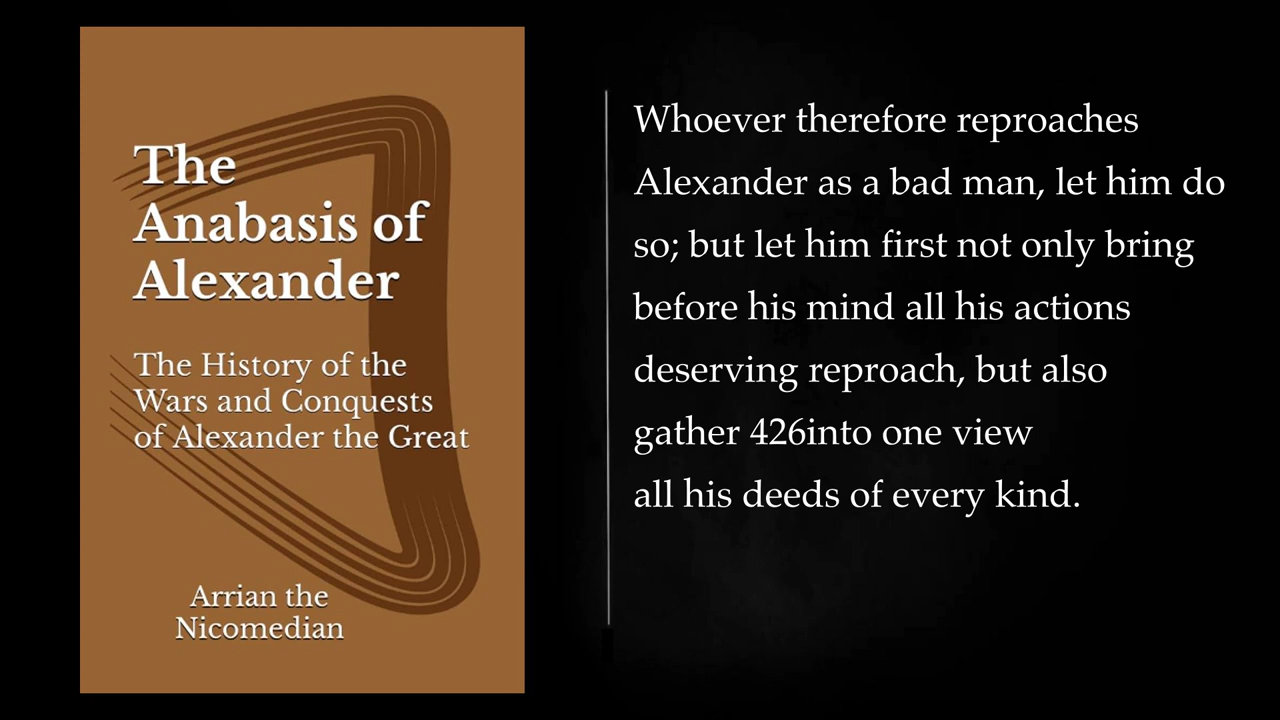 The
Anabasis of
Alexander
The History of the
Wars and Conquests
of Alexander the Great
Arrian the
Nicomedian
Whoever therefore reproaches
Alexander as a bad man, let him do
so; but let him first not only bring
before his mind all his actions
deserving reproach, but also
gather 426into one view
all his deeds of every kind.